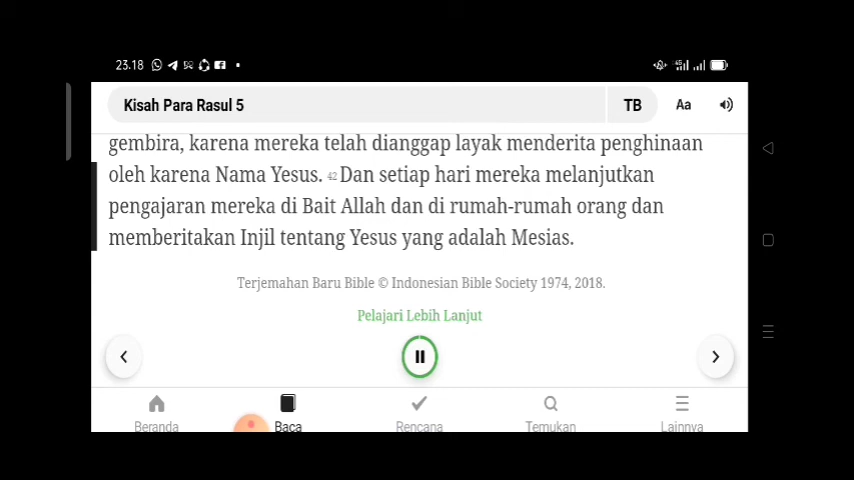 23.18
Kisah Para Rasul 5 TB Aa
gembira, karena mereka telah dianggap layak menderita penghinaan
oleh karena Nama Yesus. 42 Dan setiap hari mereka melanjutkan
pengajaran mereka di Bait Allah dan di rumah-rumah orang dan
memberitakan Injil tentang Yesus yang adalah Mesias.
Terjemahan Baru Bible © Indonesian Bible Society 1974, 2018.
Pelajari Lebih Lanjut
Beranda Baca Rencana Temukan Lainnya